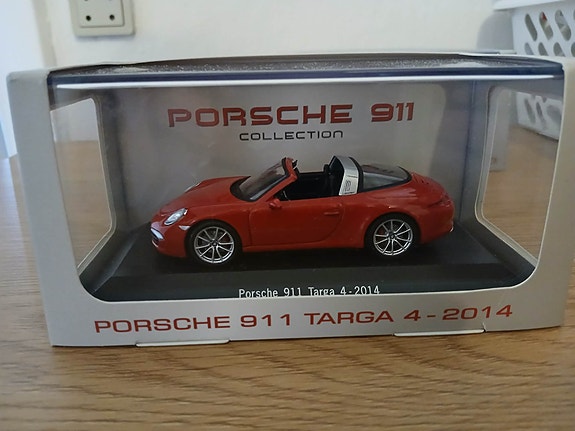 PORSCHE 911
COLLECTION
Porsche 911 Targa 4-2014
PORSCHE 911 TARGA 4-2014